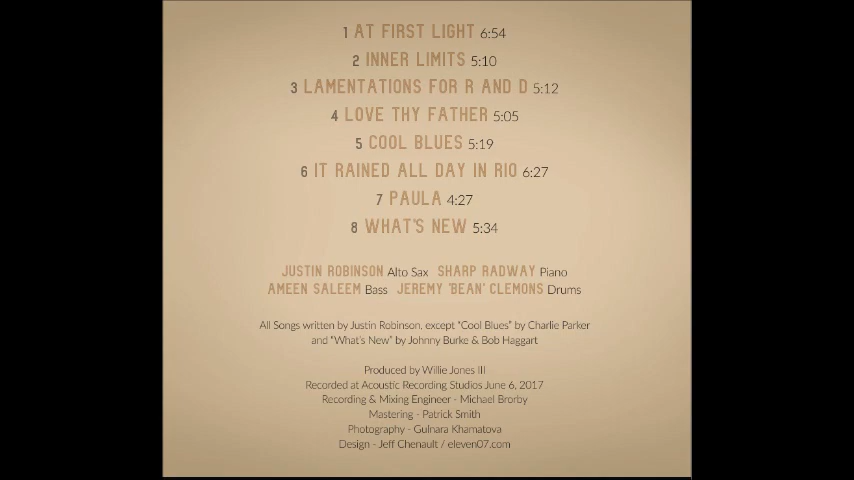 1 AT FIRST LIGHT 6:54
2 INNER LIMITS 5:10
3 LAMENTATIONS FOR R AND D 5:12
4 LOVE THY FATHER 5:05
5 COOL BLUES 5:19
6 IT RAINED ALL DAY IN RIO 6:27
7 PAULA 4:27
8 WHAT'S NEW 5:34
JUSTIN ROBINSON Alto Sax SHARP RADWAY Piano
AMEEN SALEEM Bass JEREMY 'BEAN' CLEMONS Drums
All Songs written by Justin Robinson, except "Cool Blues" by Charlie Parker
and "What's New" by Johnny Burke & Bob Haggart
Produced by Willie Jones III
Recorded at Acoustic Recording Studios June 6, 2017
Recording & Mixing Engineer - Michael Brorby
Mastering - Patrick Smith
Photography - Gulnara Khamatova
Design - Jeff Chenault / eleven07.com